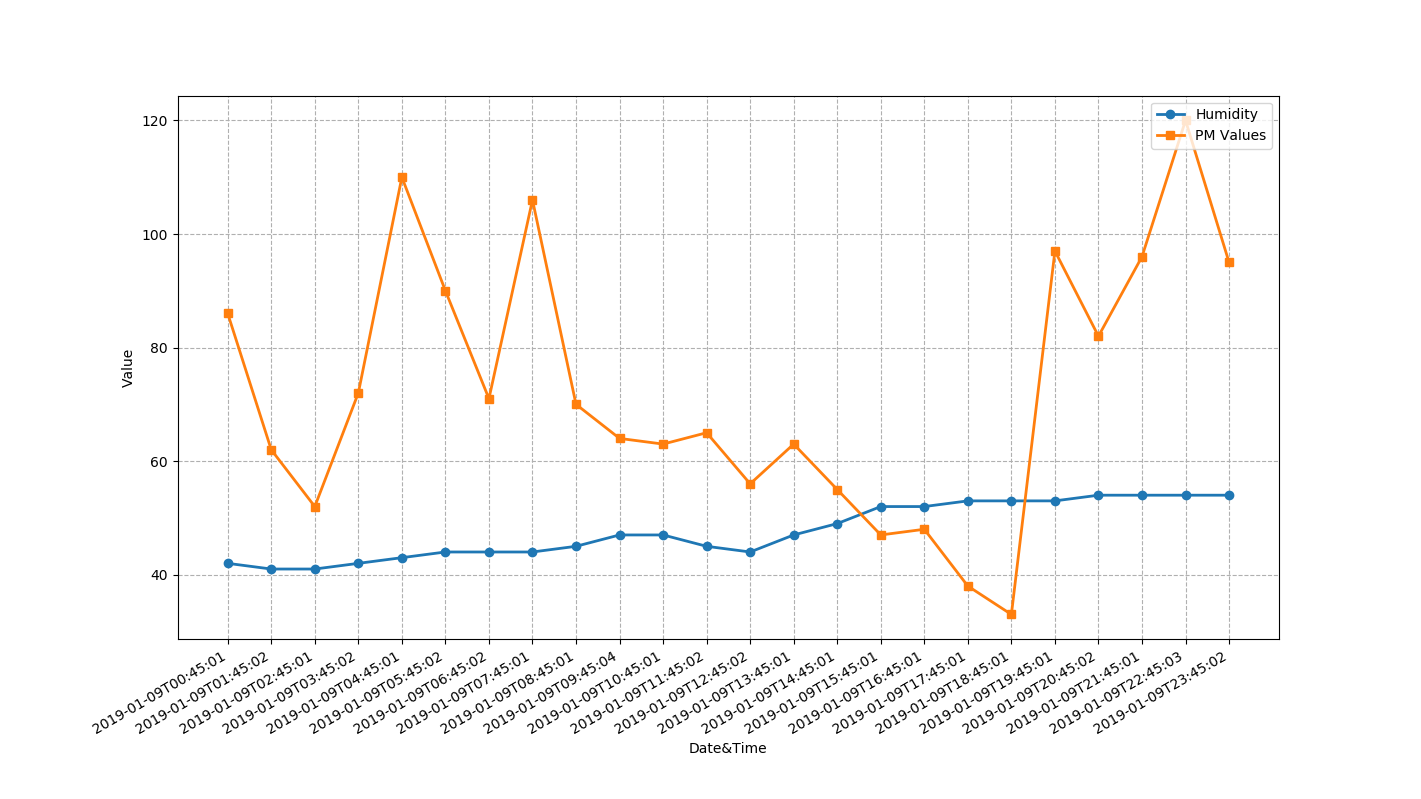 Humidity
PM Values
120
100
80
60
40
Value
2019-01-09T00:45:01
2019-01-09T01:45:02
2019-01-09T02:45:01
2019-01-09T03:45:02
2019-01-09T04:45:01
2019-01-09T05:45:02
2019-01-09T06:45:02
2019-01-09T07:45:01
2019-01-09T08:45:01
2019-01-09T09:45:04
2019-01-09T10:45:01
2019-01-09T11:45:02
2019-01-09T12:45:02
2019-01-09T13:45:01
2019-01-09T14:45:01
2019-01-09T15:45:01
2019-01-09T16:45:01
2019-01-09T17:45:01
2019-01-09T18:45:01
2019-01-09T19:45:01
2019-01-09T20:45:02
2019-01-09T21:45:01
2019-01-09T22:45:03
2019-01-09T23:45:02
Date&Time